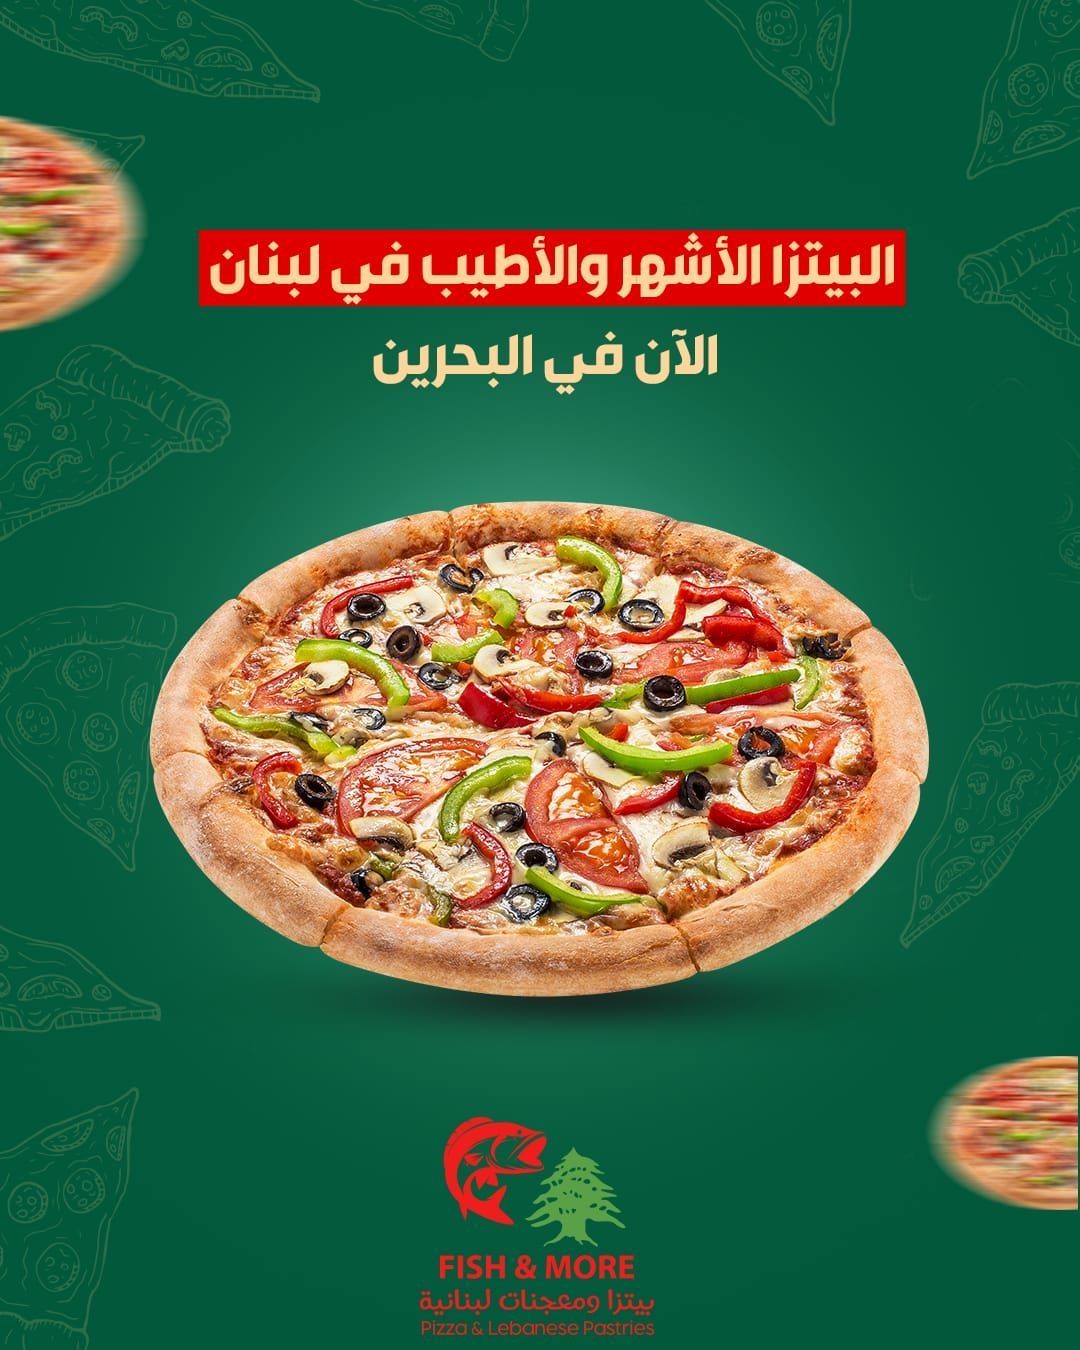 البيتزا الأشهر والأطيب في لبنان
الآن في البحرين
FISH & MORE
بيتزا ومعجنات لبنانية
Pizza & Lebanese Pastries